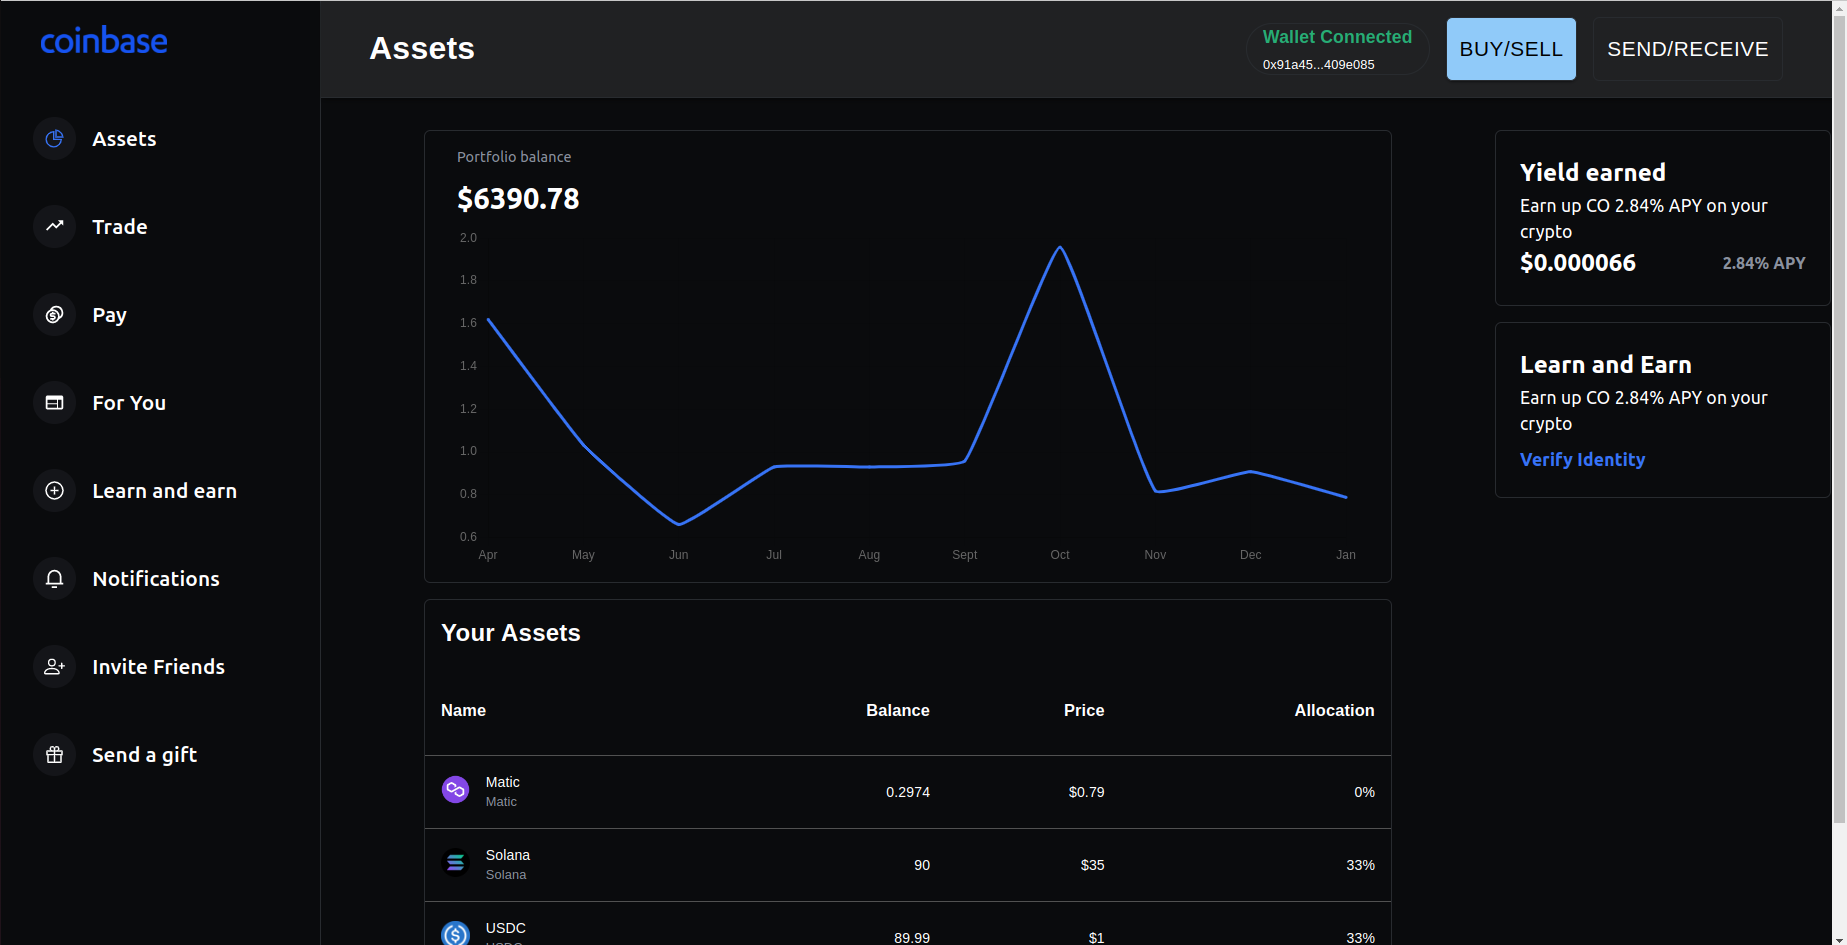 coinbase
Assets
Trade
Pay
For You
Learn and earn
Notifications
Invite Friends
Send a gift
Assets
Wallet Connected
0x91a45...409e085
BUY/SELL
SEND/RECEIVE
Portfolio balance
$6390.78
2.0
1.8
1.6
1.4
1.2
1.0
0.8
0.6
Apr May Jun Jul Aug Sept Oct Nov Dec Jan
Yield earned
Earn up CO 2.84% APY on your
crypto
$0.000066 2.84% APY
Learn and Earn
Earn up CO 2.84% APY on your
crypto
Verify Identity
Your Assets
Name Balance Price Allocation
Matic
Matic
0.2974 $0.79 0%
Solana
Solana
90 $35 33%
USDC
89.99 $1 33%